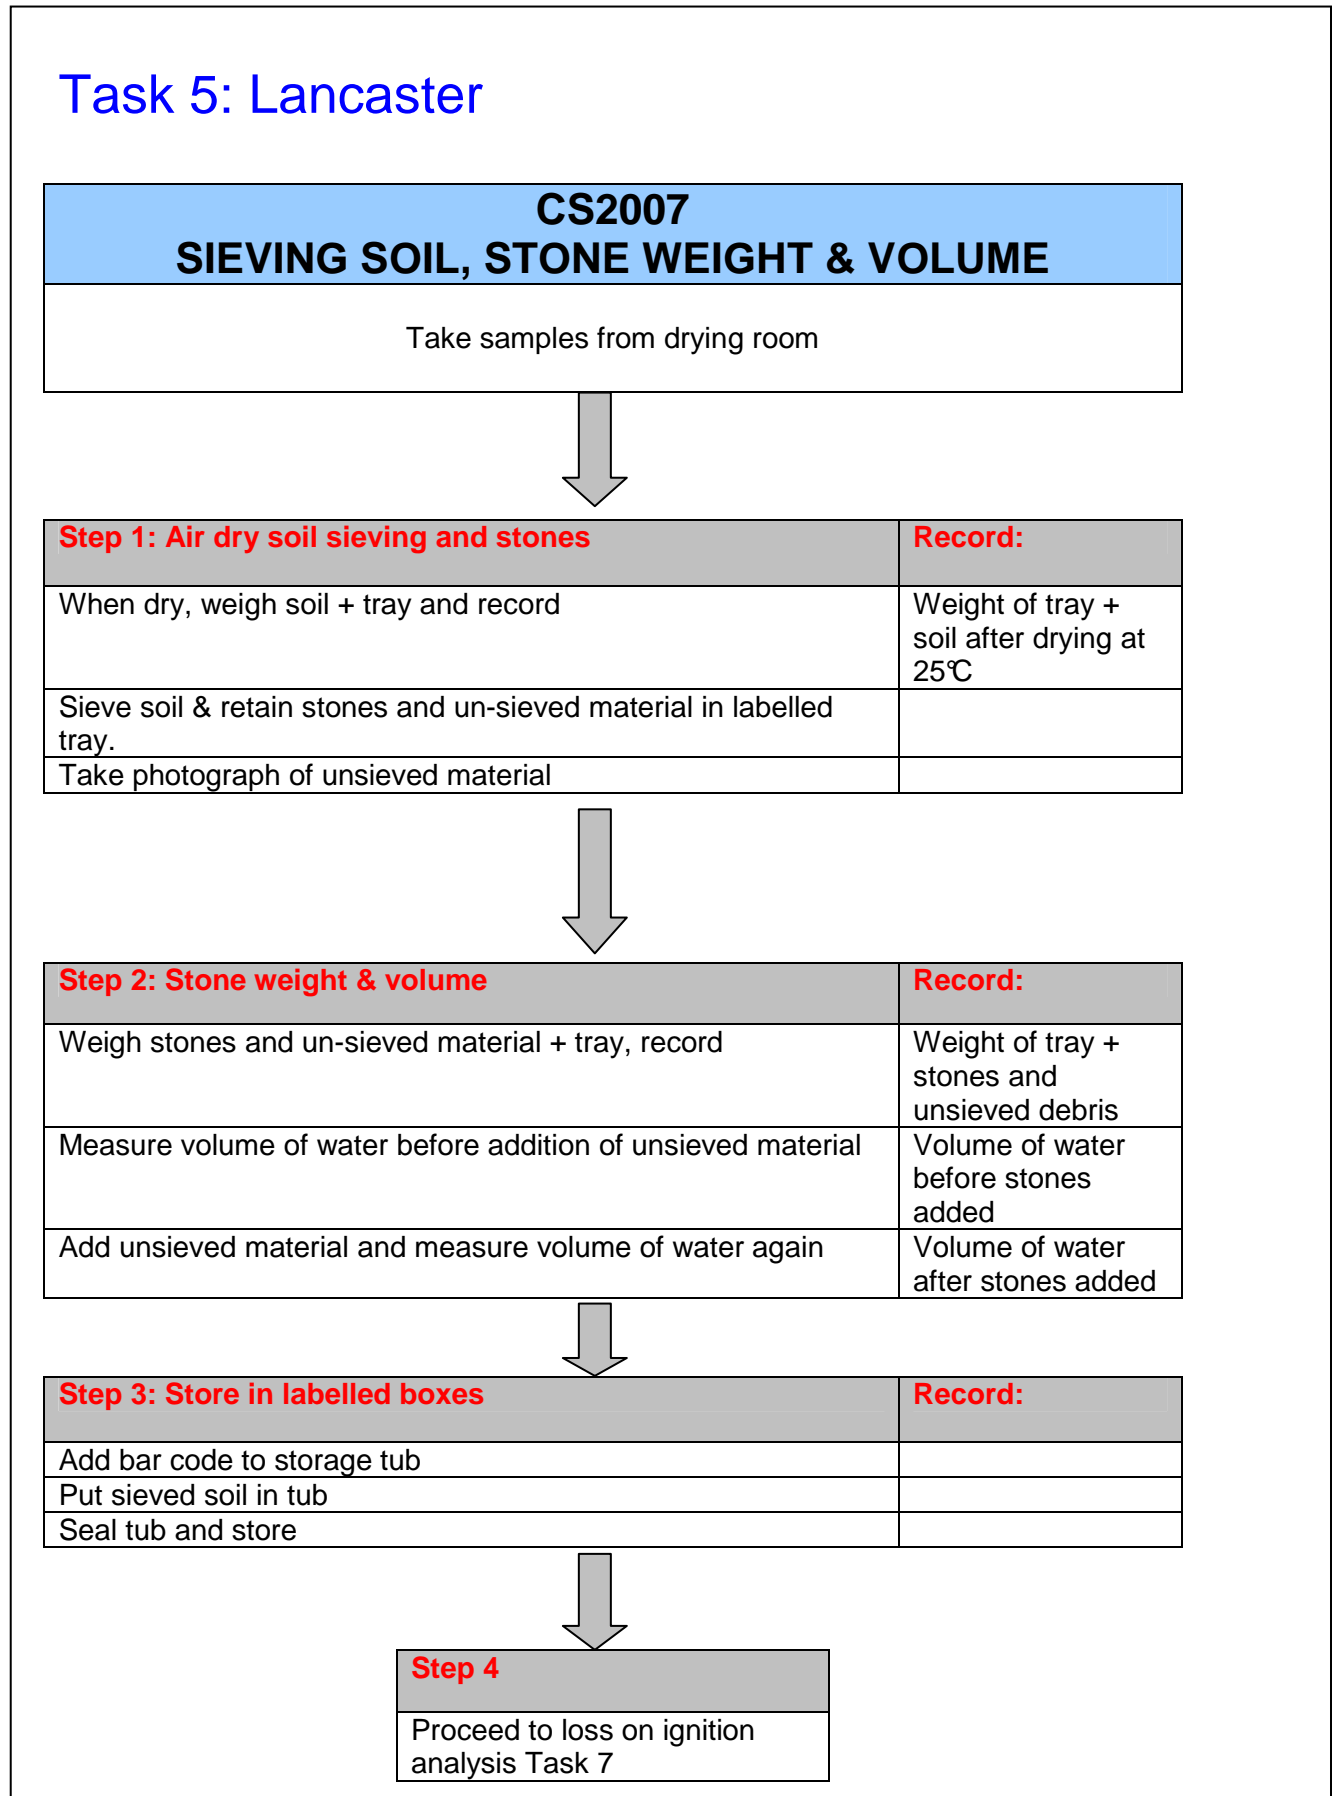 Task 5: Lancaster
CS2007
SIEVING SOIL, STONE WEIGHT & VOLUME
Take samples from drying room
Step 1: Air dry soil sieving and stones
Record:
When dry, weigh soil + tray and record
Weight of tray +
soil after drying at
25°C
Sieve soil & retain stones and un-sieved material in labelled
tray.
Take photograph of unsieved material
Step 2: Stone weight & volume
Record:
Weigh stones and un-sieved material + tray, record
Weight of tray +
stones and
unsieved debris
Measure volume of water before addition of unsieved material
Volume of water
before stones
added
Add unsieved material and measure volume of water again
Volume of water
after stones added
Step 3: Store in labelled boxes
Record:
Add bar code to storage tub
Put sieved soil in tub
Seal tub and store
Step 4
Proceed to loss on ignition
analysis Task 7